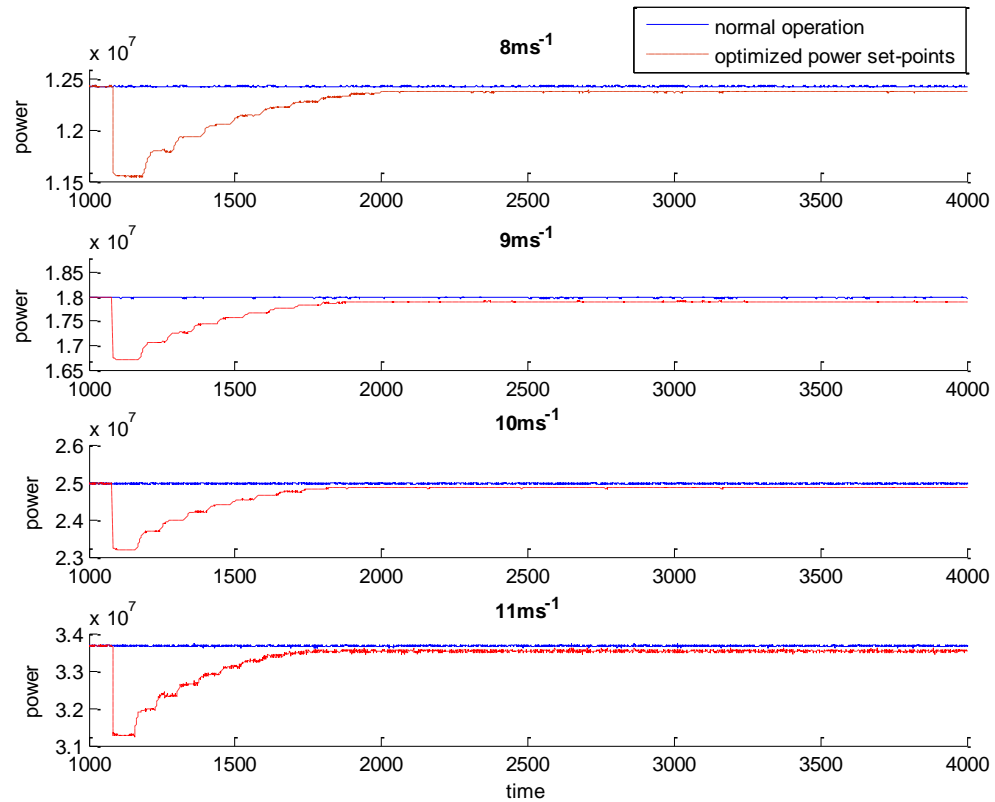 normal operation
optimized power set-points
x 10^7
8ms^-1
power
1.25
1.2
1.15
1000 1500 2000 2500 3000 3500 4000
x 10^7
9ms^-1
power
1.85
1.8
1.75
1.7
1.65
1000 1500 2000 2500 3000 3500 4000
x 10^7
10ms^-1
power
2.6
2.5
2.4
2.3
1000 1500 2000 2500 3000 3500 4000
x 10^7
11ms^-1
power
3.4
3.3
3.2
3.1
1000 1500 2000 2500 3000 3500 4000
time